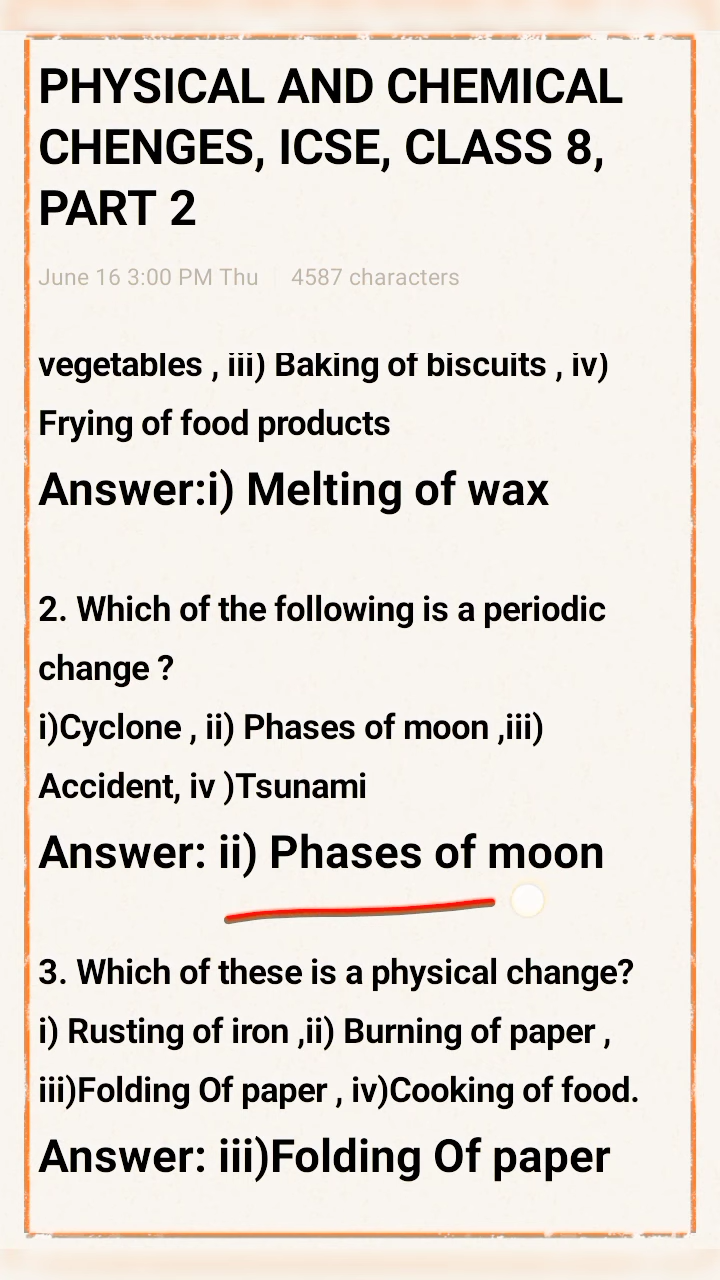 PHYSICAL AND CHEMICAL
CHENGES, ICSE, CLASS 8,
PART 2
June 16 3:00 PM Thu | 4587 characters
vegetables , iii) Baking of biscuits , iv)
Frying of food products
Answer:i) Melting of wax
2. Which of the following is a periodic
change ?
i)Cyclone , ii) Phases of moon ,iii)
Accident, iv )Tsunami
Answer: ii) Phases of moon
3. Which of these is a physical change?
i) Rusting of iron ,ii) Burning of paper ,
iii)Folding Of paper , iv)Cooking of food.
Answer: iii)Folding Of paper